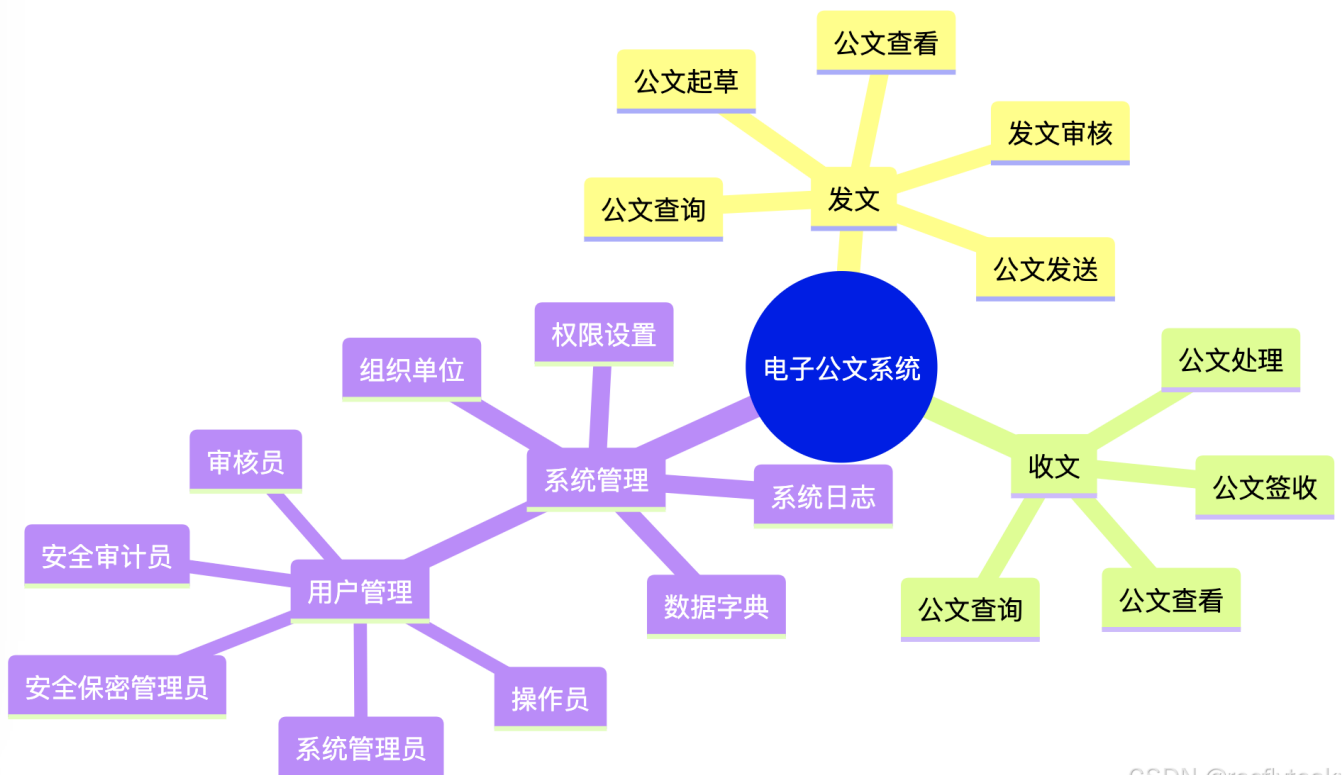 公文查看
公文起草
发文审核
发文
公文查询
公文发送
电子公文系统
权限设置
组织单位
公文处理
审核员
系统管理
收文
系统日志
公文签收
安全审计员
用户管理
数据字典
公文查询
公文查看
安全保密管理员
操作员
系统管理员